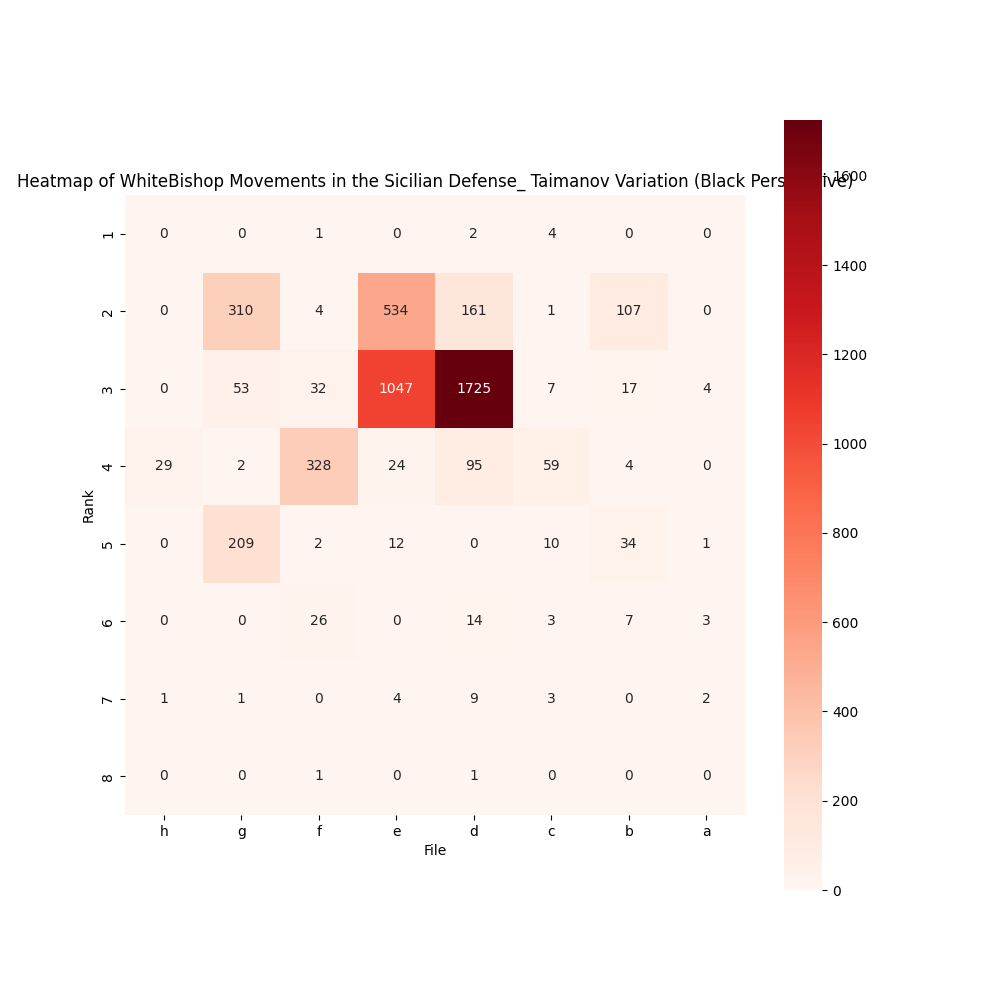 Heatmap of WhiteBishop Movements in the Sicilian Defense_ Taimanov Variation (Black Perspective)
1600
1 0 0 1 0 2 4 0 0
1400
2 0 310 4 534 161 1 107 0
1200
3 0 53 32 1047 1725 7 17 4
1000
4 29 2 328 24 95 59 4 0
Rank
800
5 0 209 2 12 0 10 34 1
600
6 0 0 26 0 14 3 7 3
400
7 1 1 0 4 9 3 0 2
8 0 0 1 0 1 0 0 0
200
h g f e d c b a
File
0